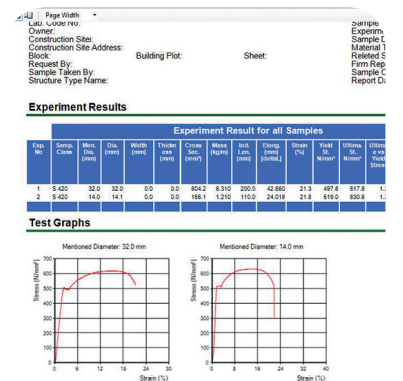 Page Width
Lab. Code No: Sample
Owner: Experim
Construction Site: Sample D
Construction Site Address: Material T
Block: Building Plot: Sheet: Releted S
Request By: Firm Rep
Sample Taken By: Sample C
Structure Type Name: Report Da
Experiment Results
Experiment Result for all Samples
Exp. No Samp. Class Men. Dia. (mm) Dia (mm) Width (mm) Thickn ess (mm) Cross Sec. (mm²) Mass (kg/m) Init. Len. (mm) Elong. (mm) [deltaL] Strain (%) Yield St. N/mm² Ultima. St. N/mm² Ultima e vs Yield Stress
1 S 420 32.0 32.0 0.0 0.0 804.2 6.310 200.0 42.660 21.3 497.8 617.8
2 S 420 14.0 14.1 0.0 0.0 156.1 1.210 110.0 24.018 21.8 519.0 630.8
Test Graphs
Mentioned Diameter: 32.0 mm Mentioned Diameter: 14.0 mm
Stress (N/mm²) Stress (N/mm²)
700 700
600 600
500 500
400 400
300 300
200 200
100 100
0 0
0 6 12 18 24 30 0 8 16 24 32 40
Strain (%) Strain (%)